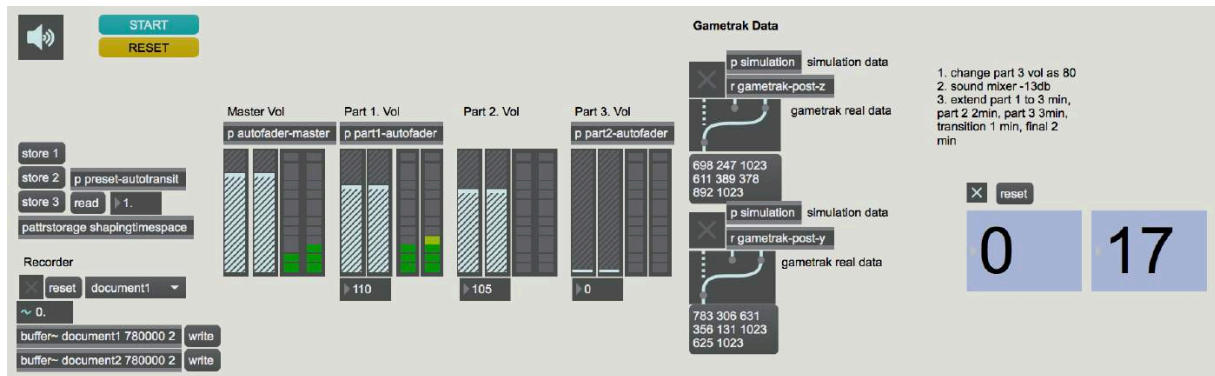 START
RESET
store 1
store 2
p preset-autotransit
store 3
read
1.
pattrstorage shapingtimespace
Recorder
reset
document1
~ 0.
buffer~ document1 780000 2
write
buffer~ document2 780000 2
write
Master Vol
p autofader-master
Part 1. Vol
p part1-autofader
110
Part 2. Vol
105
Part 3. Vol
p part2-autofader
0
Gametrak Data
p simulation
simulation data
r gametrak-post-z
gametrak real data
698 247 1023
611 389 378
892 1023
p simulation
simulation data
r gametrak-post-y
gametrak real data
783 306 631
356 131 1023
625 1023
1. change part 3 vol as 80
2. sound mixer -13db
3. extend part 1 to 3 min,
part 2 2min, part 3 3min,
transition 1 min, final 2
min
reset
0
17